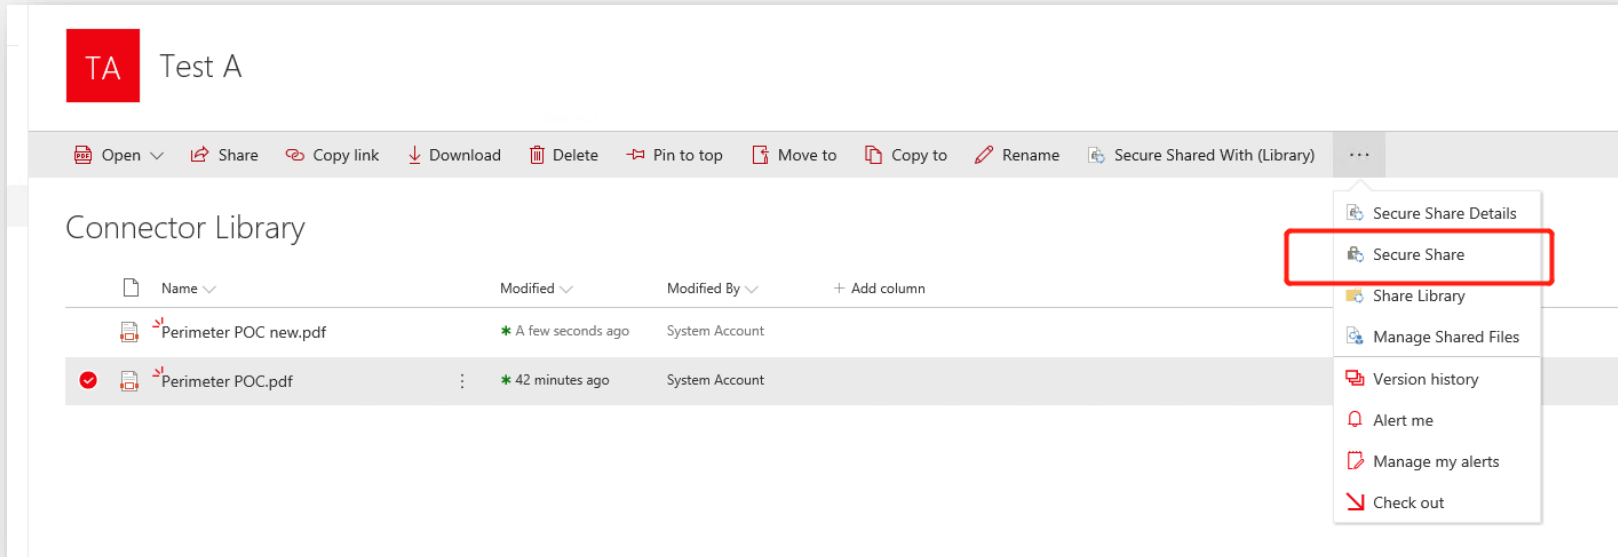 TA Test A
Open Share Copy link Download Delete Pin to top Move to Copy to Rename Secure Shared With (Library) ...
Secure Share Details
Connector Library
Secure Share
Name Modified Modified By + Add column
Share Library
Perimeter POC new.pdf A few seconds ago System Account
Manage Shared Files
Perimeter POC.pdf 42 minutes ago System Account
Version history
Alert me
Manage my alerts
Check out